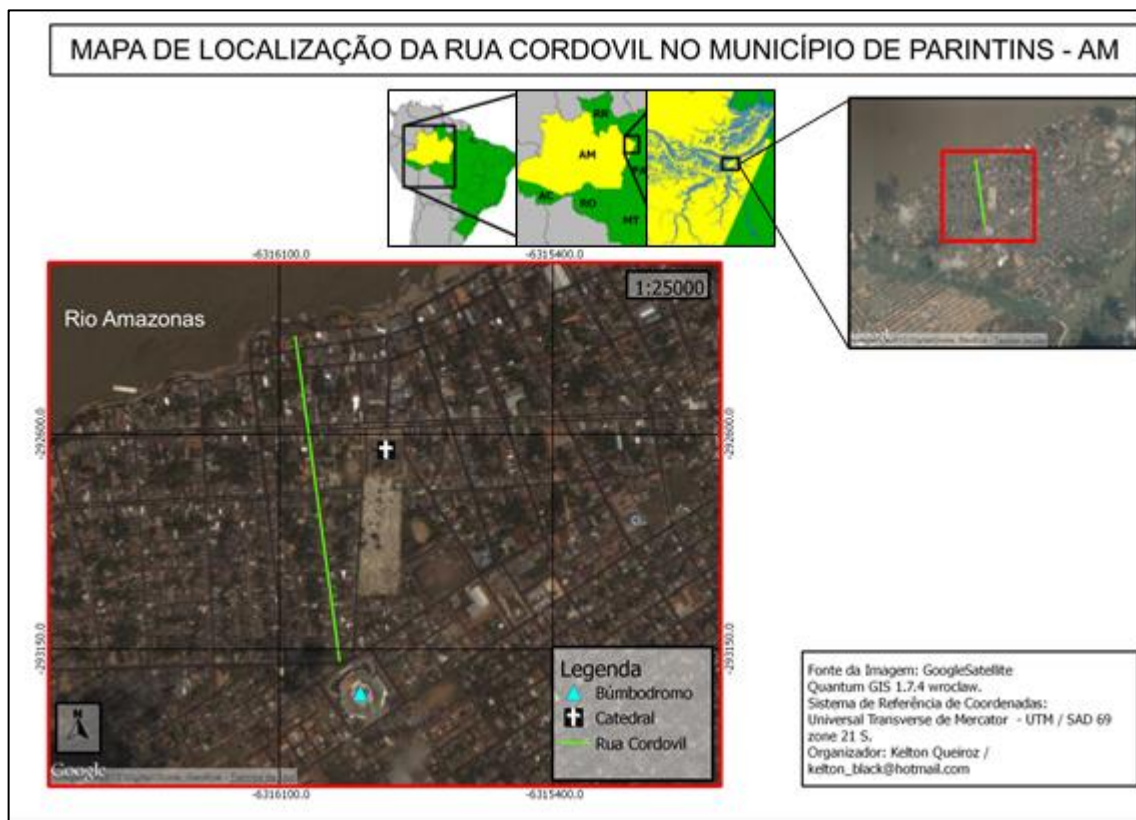 MAPA DE LOCALIZAÇÃO DA RUA CORDOVIL NO MUNICÍPIO DE PARINTINS - AM
RR
AM
PA
AC
RO
MT
-6316100.0
-6315400.0
1:25000
Rio Amazonas
-292600.0
-292600.0
-293150.0
-293150.0
Legenda
Búmbodromo
Catedral
Rua Cordovil
N
Google
-6316100.0
-6315400.0
Fonte da Imagem: GoogleSatellite
Quantum GIS 1.7.4 wroclaw.
Sistema de Referência de Coordenadas:
Universal Transverse de Mercator - UTM / SAD 69
zone 21 S.
Organizador: Kelton Queiroz /
kelton_black@hotmail.com